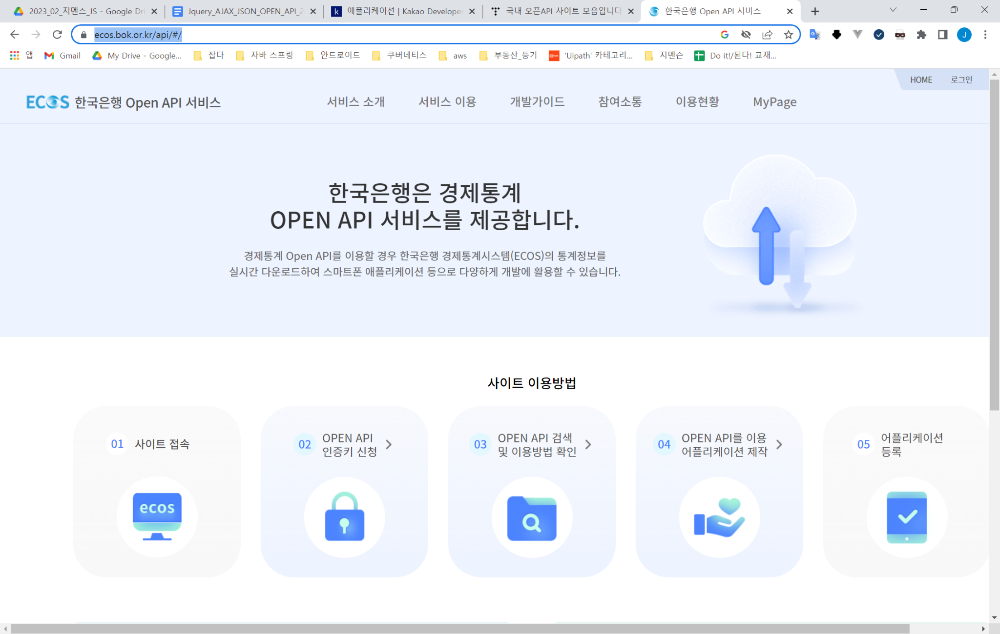 2023_02_지멘스_JS - Google Dri
Jquery_AJAX_JSON_OPEN_API_2
애플리케이션 | Kakao Developer
국내 오픈API 사이트 모음입니다
한국은행 Open API 서비스
ecos.bok.or.kr/api/#/
J
앱
Gmail
My Drive - Google...
잡다
자바 스프링
안드로이드
쿠버네티스
aws
부동산_등기
'Uipath' 카테고리...
지멘슨
Do it!/된다! 교재...
HOME
로그인
ECOS 한국은행 Open API 서비스
서비스 소개
서비스 이용
개발가이드
참여소통
이용현황
MyPage
한국은행은 경제통계
OPEN API 서비스를 제공합니다.
경제통계 Open API를 이용할 경우 한국은행 경제통계시스템(ECOS)의 통계정보를
실시간 다운로드하여 스마트폰 애플리케이션 등으로 다양하게 개발에 활용할 수 있습니다.
사이트 이용방법
01 사이트 접속
ecos
02 OPEN API
인증키 신청
03 OPEN API 검색
및 이용방법 확인
04 OPEN API를 이용
어플리케이션 제작
05 어플리케이션
등록